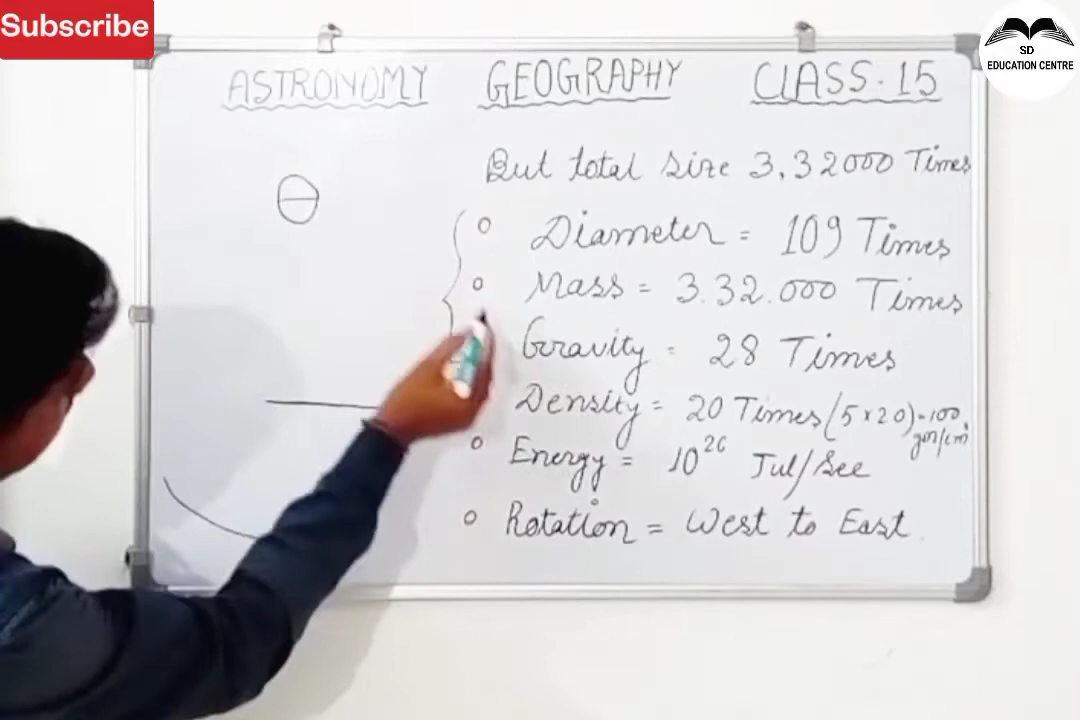 Subscribe
SD
EDUCATION CENTRE
ASTRONOMY GEOGRAPHY CLASS-15
But total size 3,32000 Times
Diameter = 109 Times
Mass = 3.32.000 Times
Gravity = 28 Times
Density = 20 Times (5×20)=100 gm/cm³
Energy = 10²⁶ Jul/See
Rotation = West to East